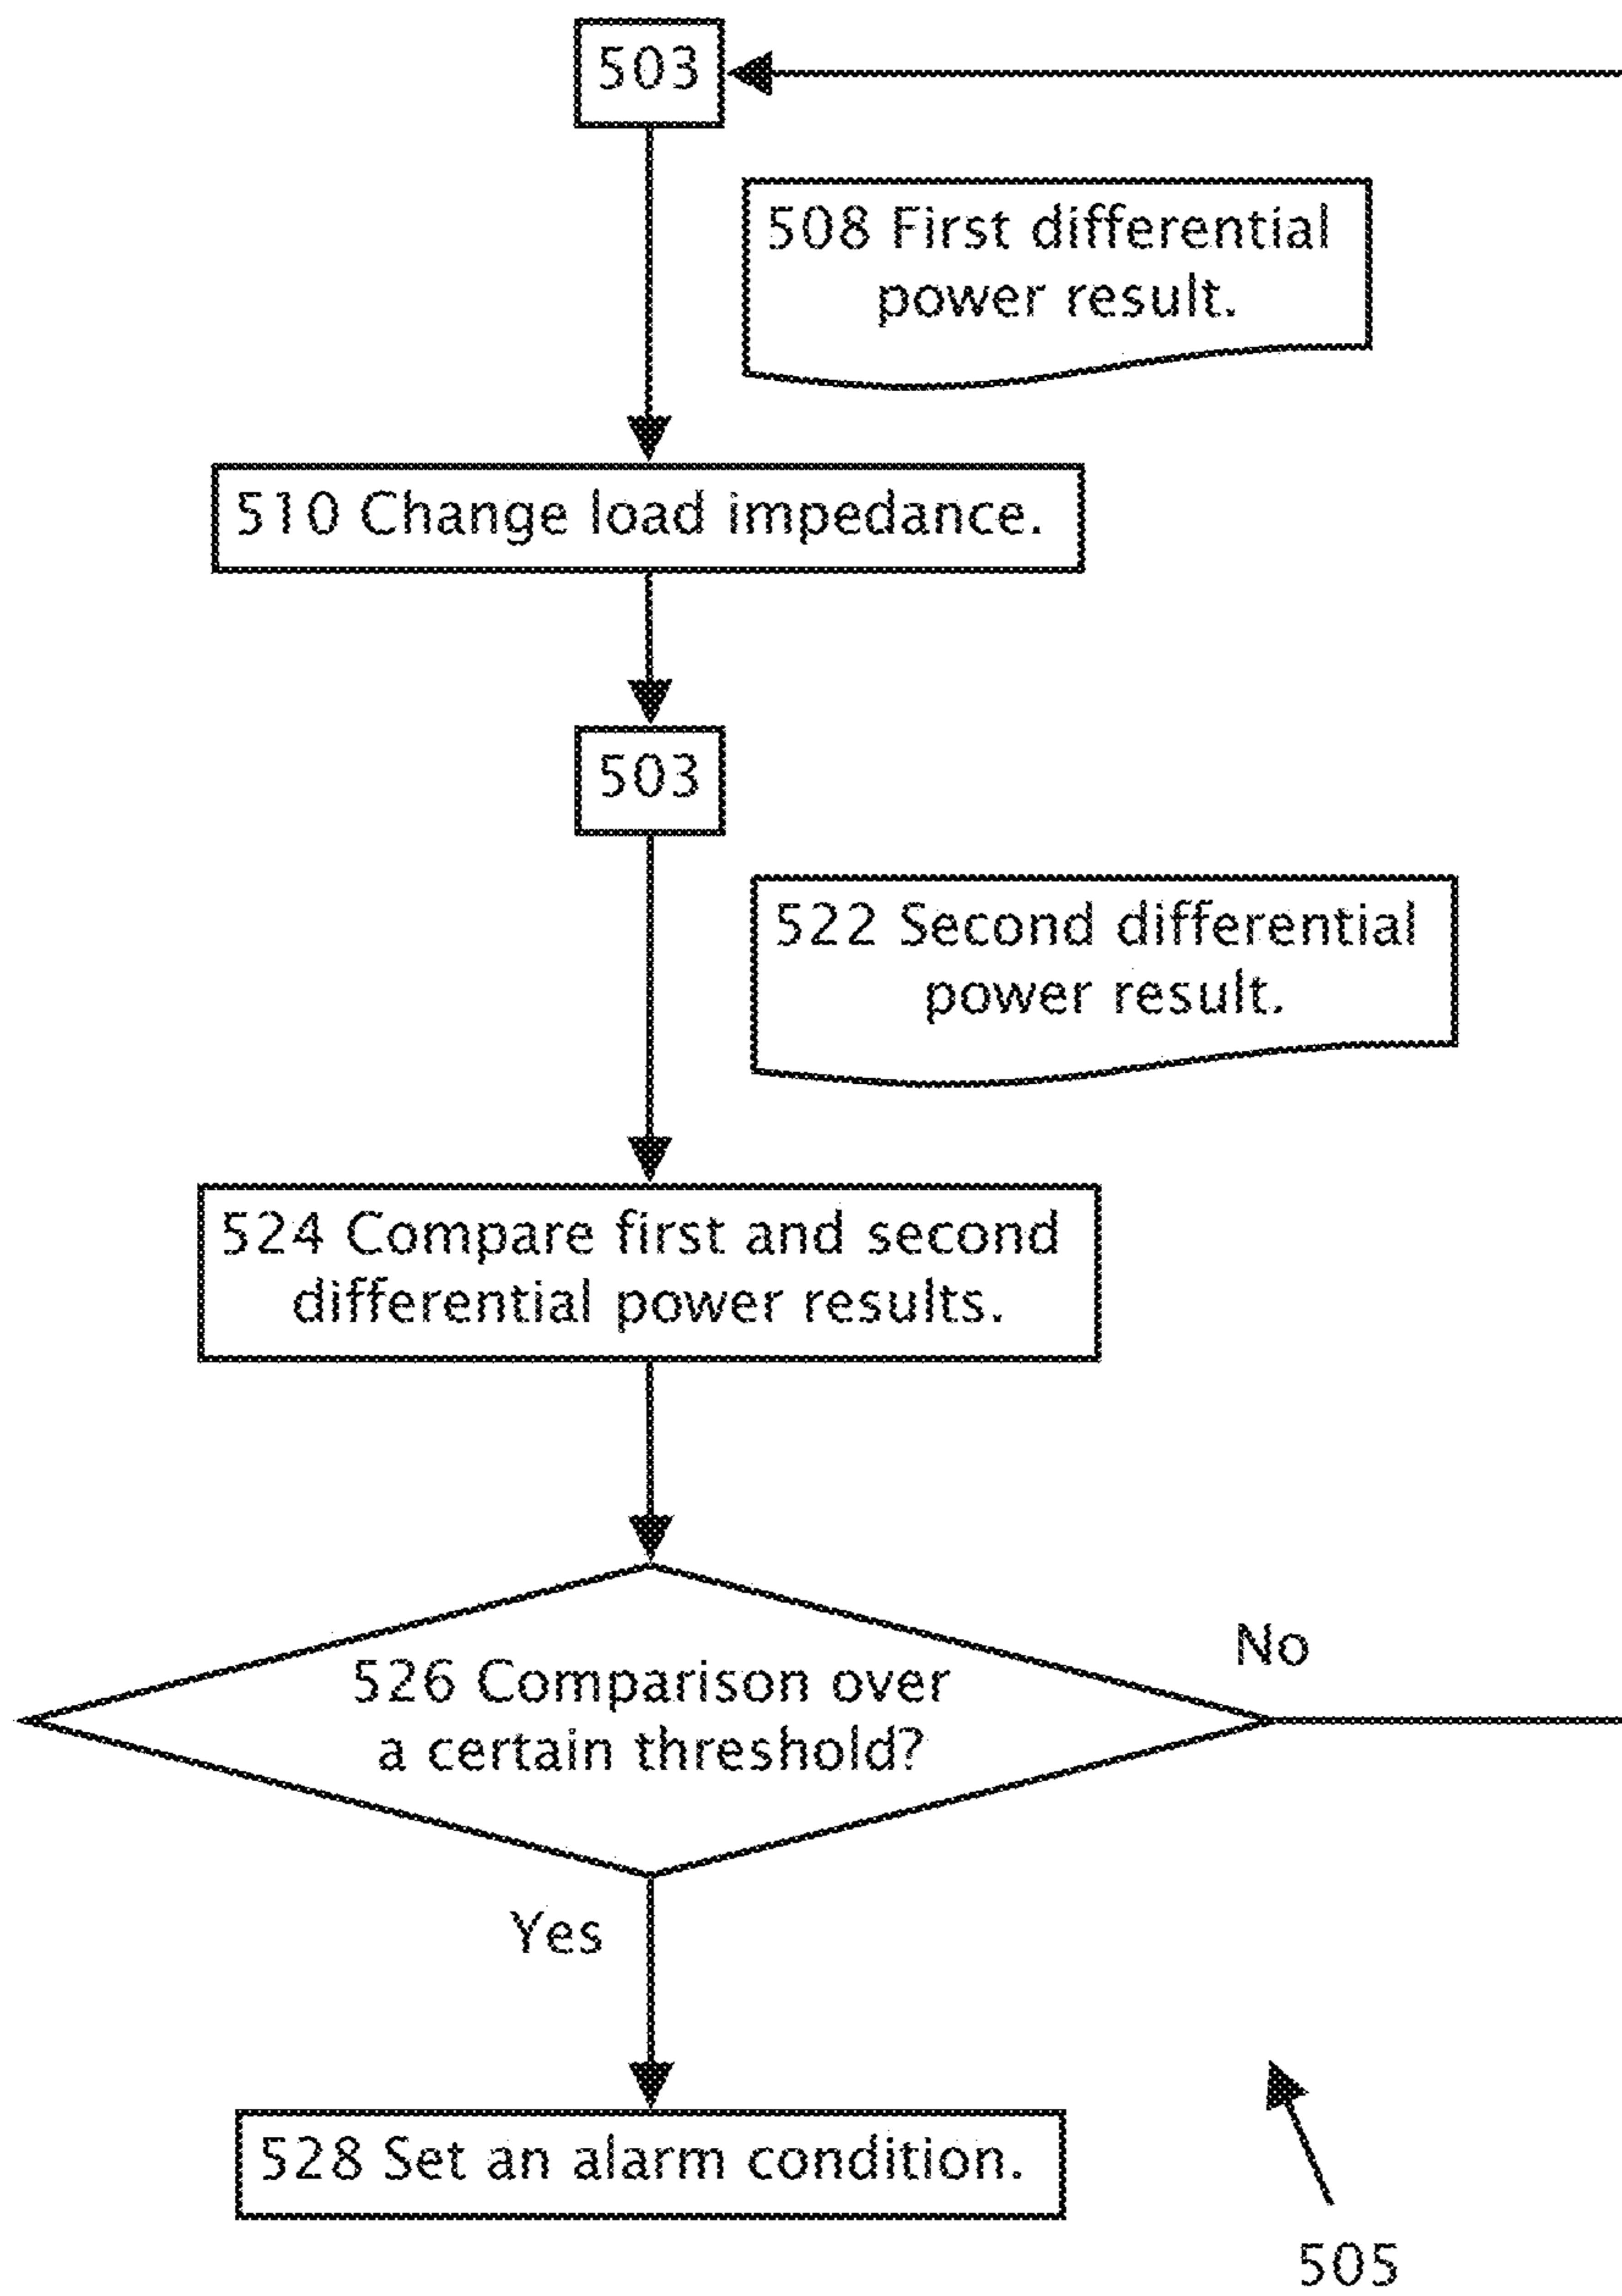 503
508 First differential
power result.
510 Change load impedance.
503
522 Second differential
power result.
524 Compare first and second
differential power results.
526 Comparison over
a certain threshold?
No
Yes
528 Set an alarm condition.
505